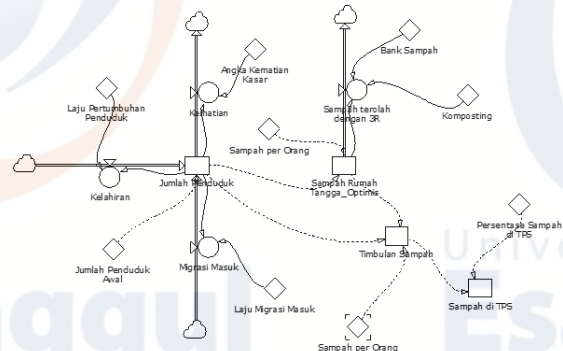 Bank Sampah
Angka Kematian
Kasar
Laju Pertumbuhan
Penduduk
Kematian
Sampah terolah
dengan 3R
Komposting
Sampah per Orang
Kelahiran
Jumlah Penduduk
Sampah Rumah
Tangga_Optimis
Persentase Sampah
di TPS
Jumlah Penduduk
Awal
Migrasi Masuk
Timbulan Sampah
Laju Migrasi Masuk
Sampah di TPS
Sampah per Orang